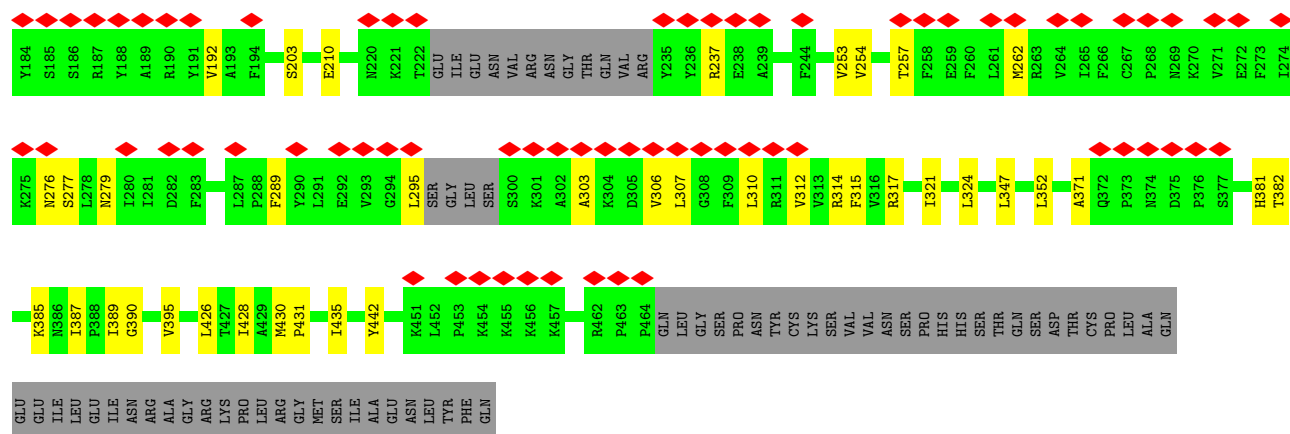 Y184 S185 S186 R187 Y188 A189 R190 Y191 V192 A193 F194 S203 E210 N220 K221 T222 GLU ILE GLU ASN VAL ARG ASN GLY THR GLN VAL ARG Y235 Y236 R237 E238 A239 F244 V253 V254 T257 F258 E259 F260 L261 M262 R263 V264 I265 F266 C267 P268 N269 K270 V271 E272 F273 I274
K275 N276 S277 L278 N279 I280 I281 D282 F283 L287 P288 F289 Y290 L291 E292 V293 G294 L295 SER GLY LEU SER S300 K301 A302 A303 K304 D305 V306 L307 G308 F309 L310 R311 V312 V313 R314 F315 V316 R317 I321 L324 L347 L352 A371 Q372 P373 N374 D375 P376 S377 H381 T382
K385 N386 I387 P388 I389 G390 V395 L426 T427 I428 A429 M430 P431 I435 Y442 K451 L452 P453 K454 K455 K456 K457 R462 P463 P464 GLN LEU GLY SER PRO ASN TYR CYS LYS SER VAL VAL ASN SER PRO HIS HIS SER THR GLN SER ASP THR CYS PRO LEU ALA GLN
GLU GLU ILE LEU GLU ILE ASN ARG ALA GLY ARG LYS PRO LEU ARG GLY MET SER ILE ALA GLU ASN LEU TYR PHE GLN